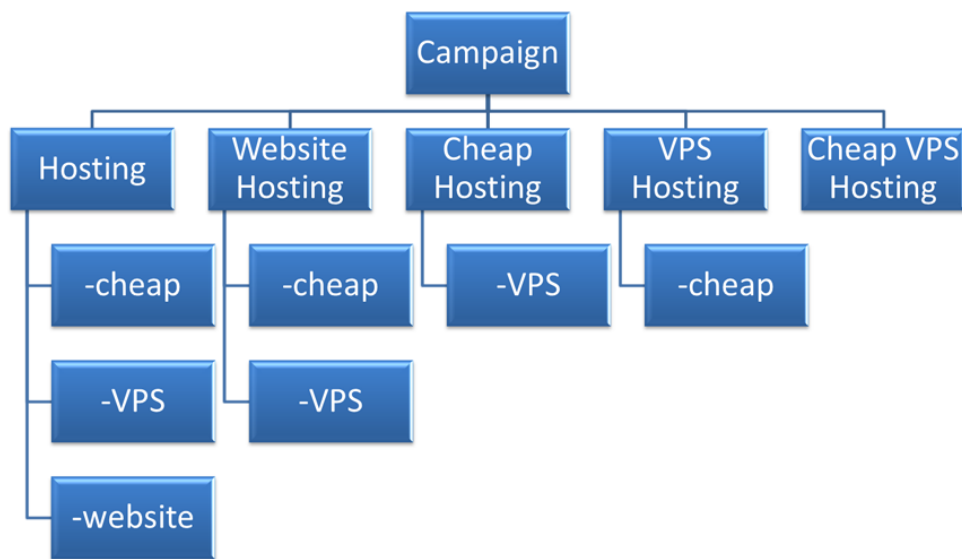 Campaign
Hosting
Website
Hosting
Cheap
Hosting
VPS
Hosting
Cheap VPS
Hosting
-cheap
-cheap
-VPS
-cheap
-VPS
-VPS
-website